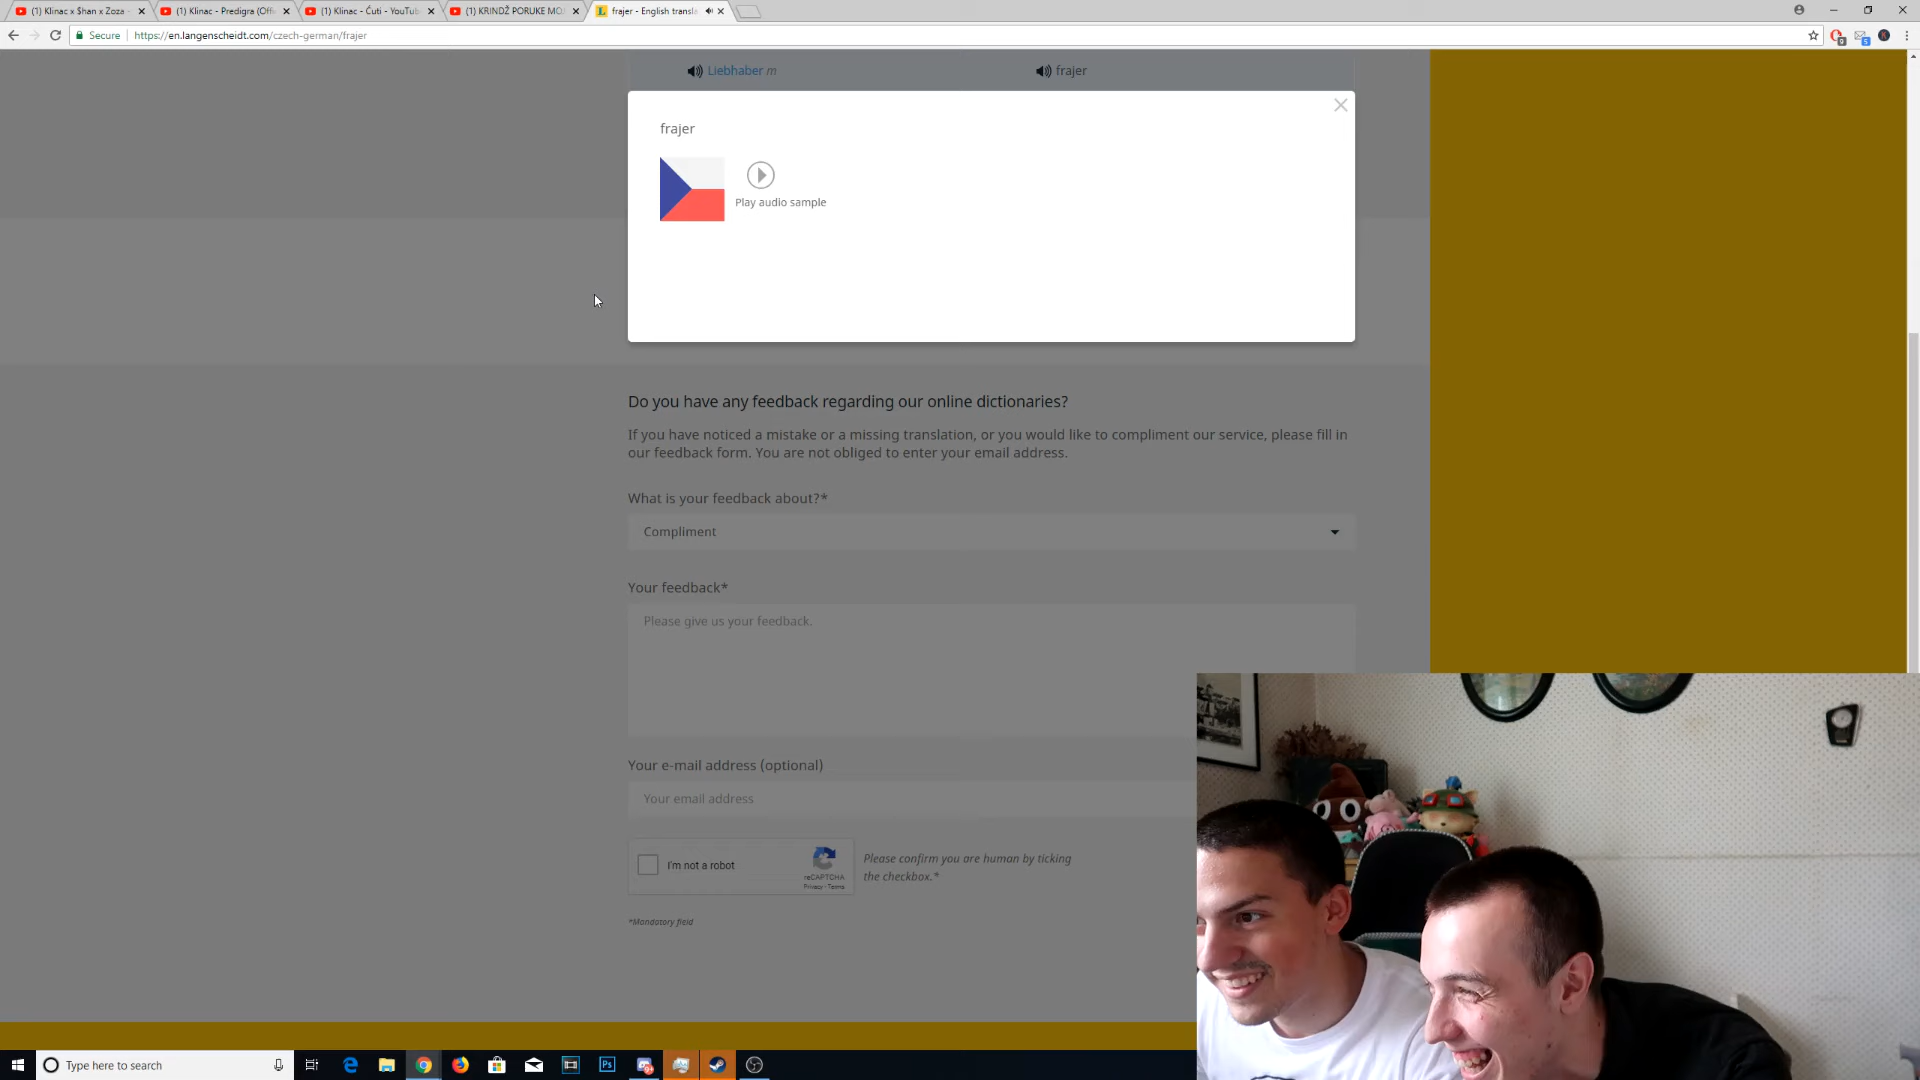 (1) Klinac x $han x Zoza -
(1) Klinac - Predigra (Offi
(1) Klinac - Ćuti - YouTub
(1) KRINDŽ PORUKE MO
frajer - English transla
Secure
https://en.langenscheidt.com/czech-german/frajer
Liebhaber m
frajer
frajer
Play audio sample
Do you have any feedback regarding our online dictionaries?
If you have noticed a mistake or a missing translation, or you would like to compliment our service, please fill in
our feedback form. You are not obliged to enter your email address.
What is your feedback about?*
Compliment
Your feedback*
Please give us your feedback.
Your e-mail address (optional)
Your email address
I'm not a robot
reCAPTCHA
Privacy - Terms
Please confirm you are human by ticking
the checkbox.*
*Mandatory field
Type here to search